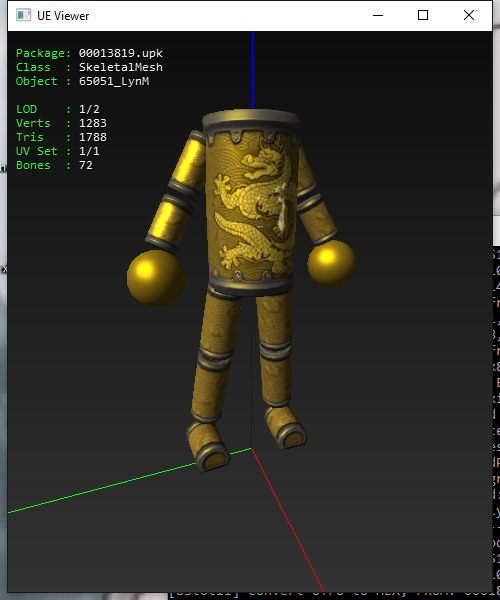 UE Viewer
Package: 00013819.upk
Class : SkeletalMesh
Object : 65051_LynM
LOD : 1/2
Verts : 1283
Tris : 1788
UV Set : 1/1
Bones : 72